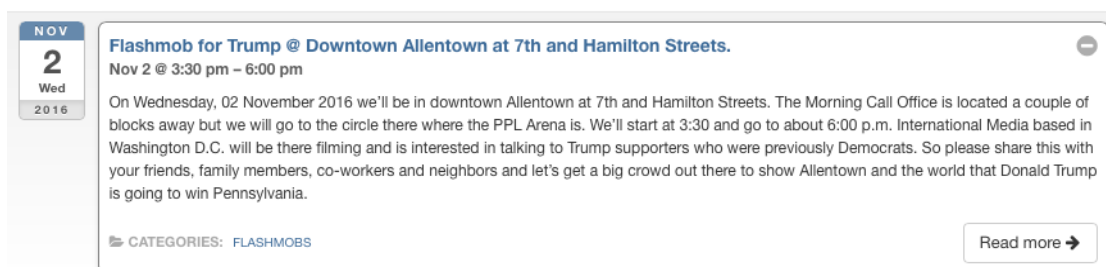 NOV
2
Wed
2016
Flashmob for Trump @ Downtown Allentown at 7th and Hamilton Streets.
Nov 2 @ 3:30 pm – 6:00 pm
On Wednesday, 02 November 2016 we'll be in downtown Allentown at 7th and Hamilton Streets. The Morning Call Office is located a couple of
blocks away but we will go to the circle there where the PPL Arena is. We'll start at 3:30 and go to about 6:00 p.m. International Media based in
Washington D.C. will be there filming and is interested in talking to Trump supporters who were previously Democrats. So please share this with
your friends, family members, co-workers and neighbors and let's get a big crowd out there to show Allentown and the world that Donald Trump
is going to win Pennsylvania.
CATEGORIES: FLASHMOBS
Read more